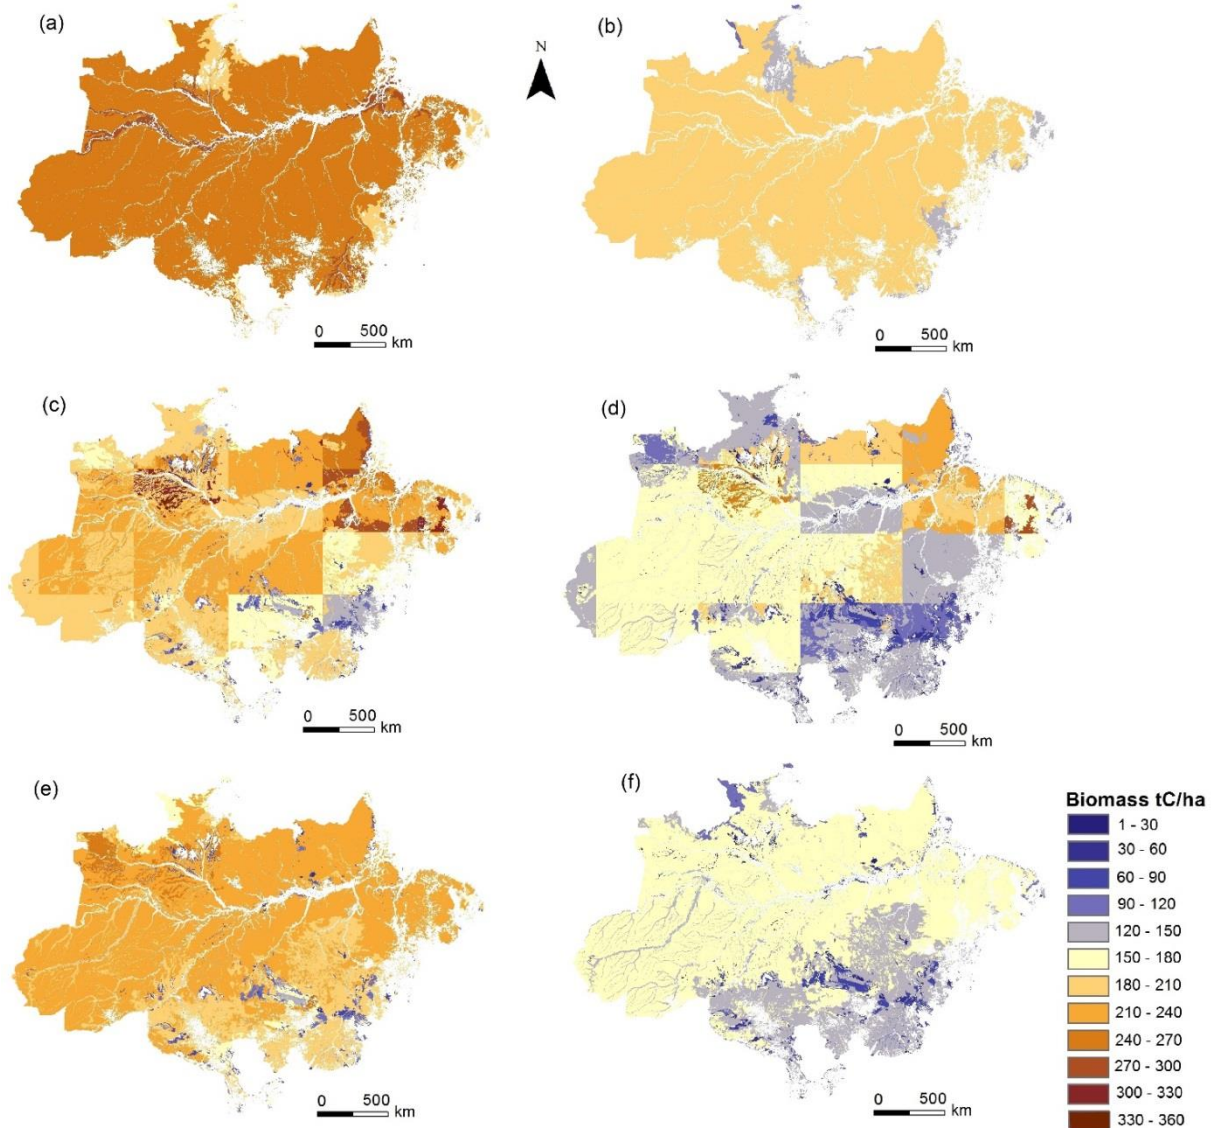 (a)
N
(b)
0 500
km
0 500
km
(c)
(d)
0 500
km
0 500
km
(e)
(f)
Biomass tC/ha
1 - 30
30 - 60
60 - 90
90 - 120
120 - 150
150 - 180
180 - 210
210 - 240
240 - 270
270 - 300
300 - 330
330 - 360
0 500
km
0 500
km